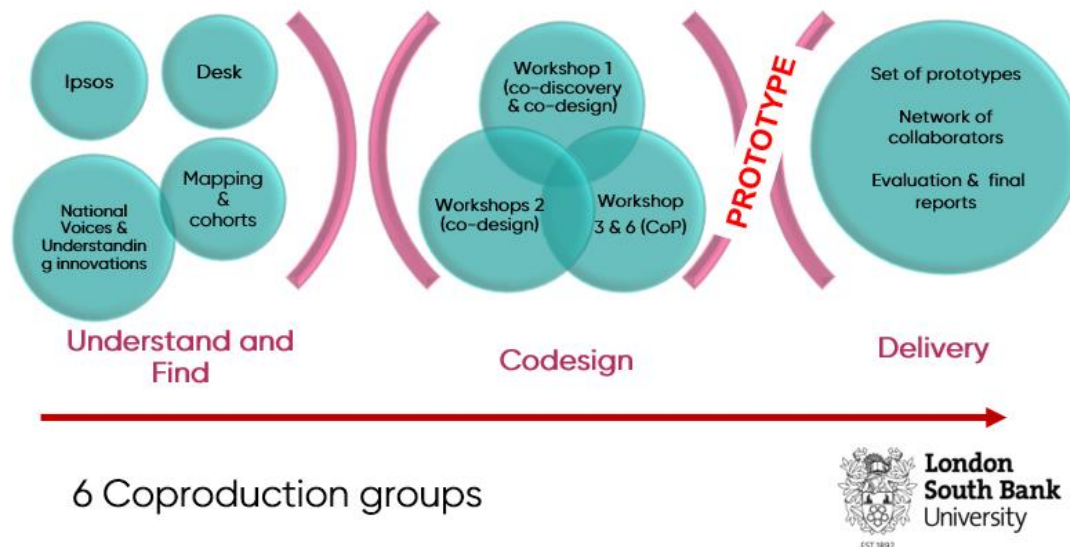 Ipsos
Desk
National
Voices &
Understandin
g innovations
Mapping
&
cohorts
Understand and
Find
Workshop 1
(co-discovery
& co-design)
Workshops 2
(co-design)
Workshop
3 & 6 (CoP)
Codesign
PROTOTYPE
Set of prototypes
Network of
collaborators
Evaluation & final
reports
Delivery
6 Coproduction groups
London
South Bank
University
EST 1892